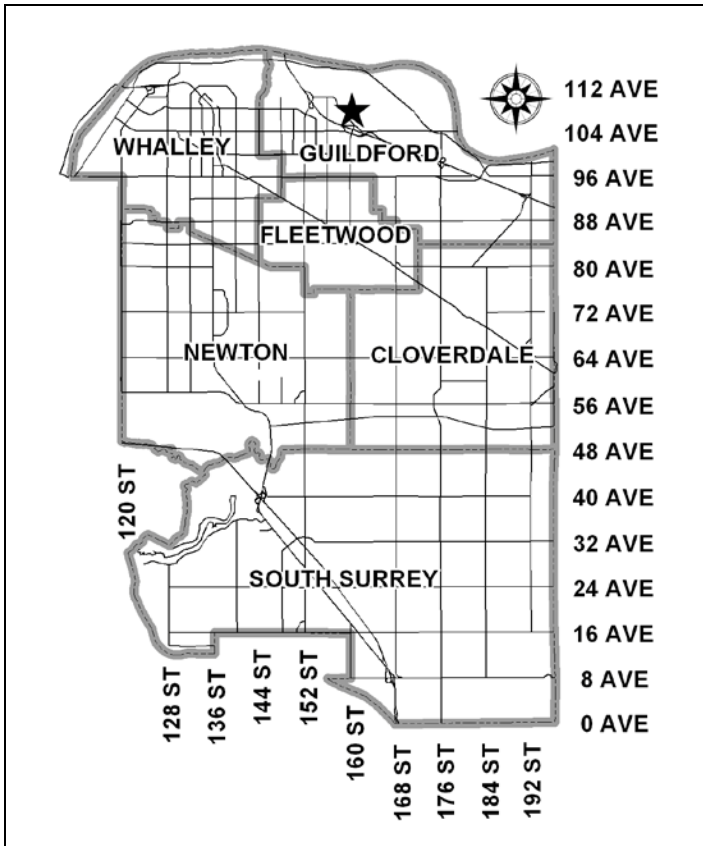 112 AVE
104 AVE
WHALLEY
GUILDFORD
96 AVE
88 AVE
FLEETWOOD
80 AVE
72 AVE
NEWTON
CLOVERDALE
64 AVE
56 AVE
48 AVE
120 ST
40 AVE
32 AVE
SOUTH SURREY
24 AVE
16 AVE
128 ST
136 ST
144 ST
152 ST
8 AVE
160 ST
0 AVE
168 ST
176 ST
184 ST
192 ST